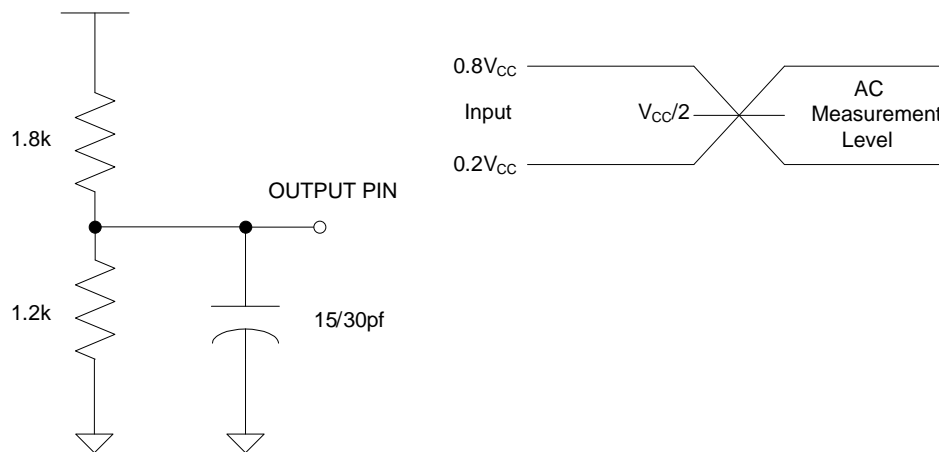 1.8k
1.2k
OUTPUT PIN
15/30pf
0.8VCC
Input
0.2VCC
VCC/2
AC
Measurement
Level